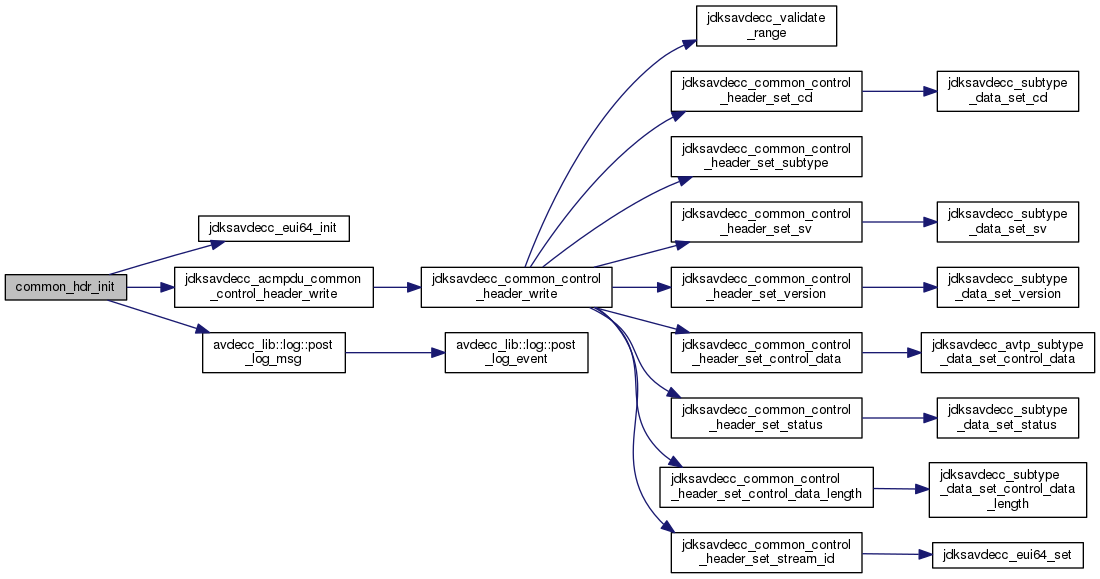 common_hdr_init
jdksavdecc_eui64_init
jdksavdecc_acmpdu_common
_control_header_write
avdecc_lib::log::post
_log_msg
jdksavdecc_common_control
_header_write
avdecc_lib::log::post
_log_event
jdksavdecc_validate
_range
jdksavdecc_common_control
_header_set_cd
jdksavdecc_common_control
_header_set_subtype
jdksavdecc_common_control
_header_set_sv
jdksavdecc_common_control
_header_set_version
jdksavdecc_common_control
_header_set_control_data
jdksavdecc_common_control
_header_set_status
jdksavdecc_common_control
_header_set_control_data_length
jdksavdecc_common_control
_header_set_stream_id
jdksavdecc_subtype
_data_set_cd
jdksavdecc_subtype
_data_set_sv
jdksavdecc_subtype
_data_set_version
jdksavdecc_avtp_subtype
_data_set_control_data
jdksavdecc_subtype
_data_set_status
jdksavdecc_subtype
_data_set_control_data
_length
jdksavdecc_eui64_set